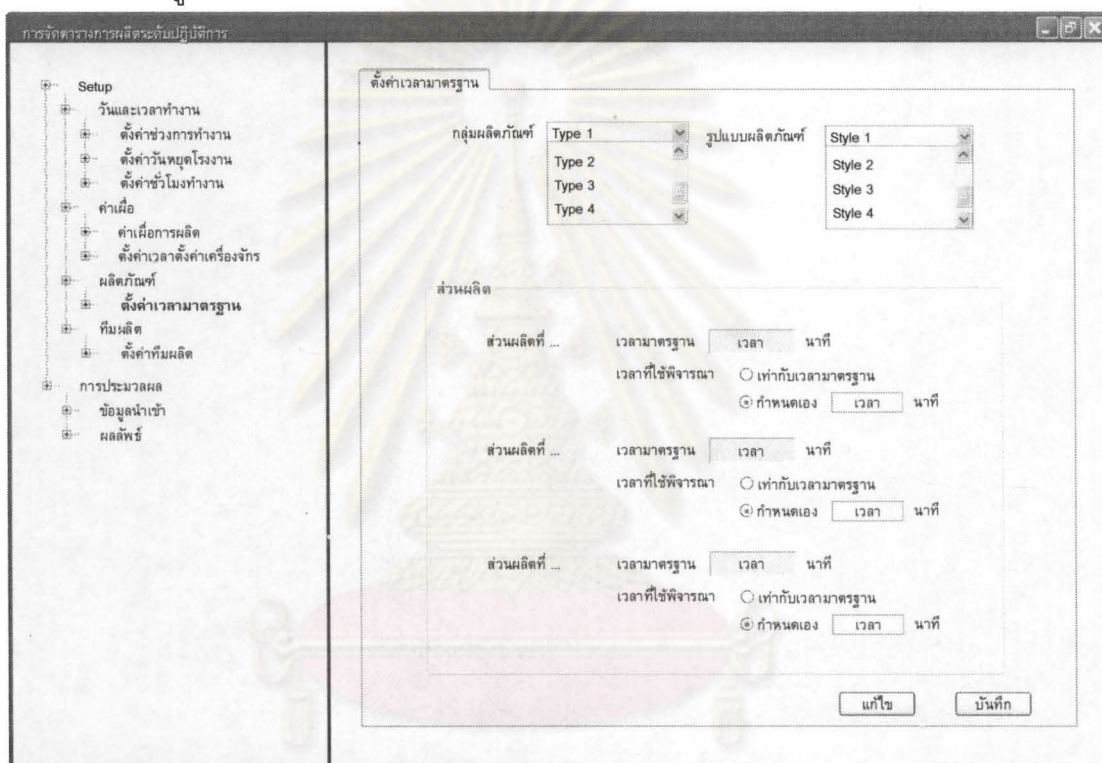 การจัดตารางการผลิตระดับปฏิบัติการ
Setup
วันและเวลาทำงาน
ตั้งค่าช่วงการทำงาน
ตั้งค่าวันหยุดโรงงาน
ตั้งค่าชั่วโมงทำงาน
ค่าเผื่อ
ค่าเผื่อการผลิต
ตั้งค่าเวลาตั้งค่าเครื่องจักร
ผลิตภัณฑ์
ตั้งค่าเวลามาตรฐาน
ทีมผลิต
ตั้งค่าทีมผลิต
การประมวลผล
ข้อมูลนำเข้า
ผลลัพธ์
ตั้งค่าเวลามาตรฐาน
กลุ่มผลิตภัณฑ์ Type 1 รูปแบบผลิตภัณฑ์ Style 1
Type 2 Style 2
Type 3 Style 3
Type 4 Style 4
ส่วนผลิต
ส่วนผลิตที่ ... เวลามาตรฐาน เวลา นาที
เวลาที่ใช้พิจารณา เท่ากับเวลามาตรฐาน
กำหนดเอง เวลา นาที
ส่วนผลิตที่ ... เวลามาตรฐาน เวลา นาที
เวลาที่ใช้พิจารณา เท่ากับเวลามาตรฐาน
กำหนดเอง เวลา นาที
ส่วนผลิตที่ ... เวลามาตรฐาน เวลา นาที
เวลาที่ใช้พิจารณา เท่ากับเวลามาตรฐาน
กำหนดเอง เวลา นาที
แก้ไข บันทึก